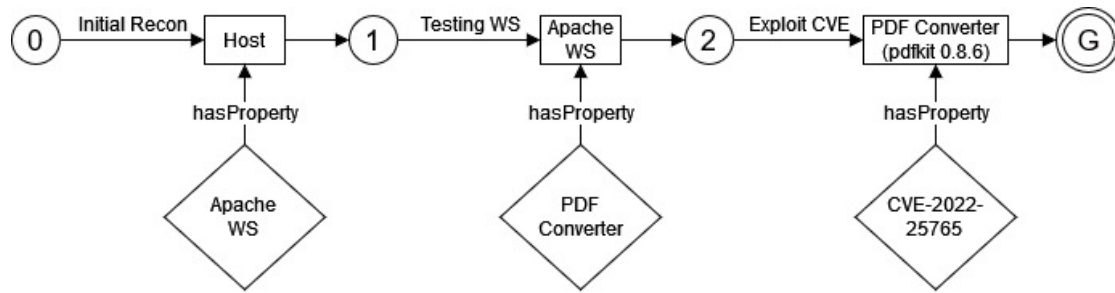 0
Initial Recon
Host
1
Testing WS
Apache
WS
2
Exploit CVE
PDF Converter
(pdfkit 0.8.6)
G
hasProperty
hasProperty
hasProperty
Apache
WS
PDF
Converter
CVE-2022-
25765